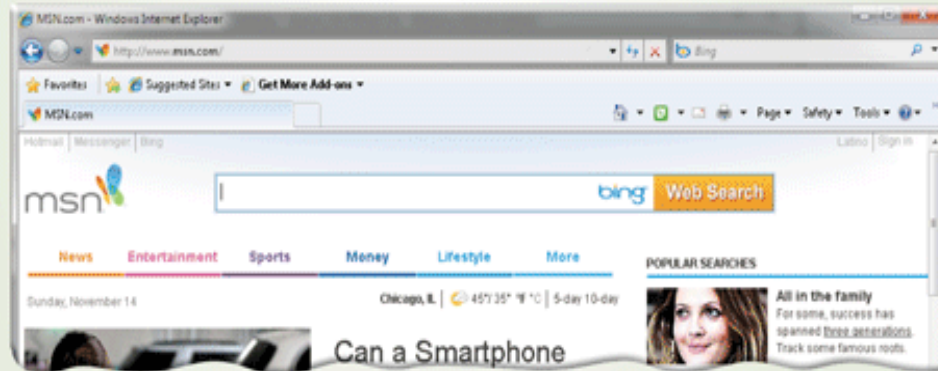 MSN.com - Windows Internet Explorer
http://www.msn.com/
Bing
Favorites Suggested Sites Get More Add-ons
MSN.com Page Safety Tools
Hotmail | Messenger | Bing Latino | Sign in
msn bing Web Search
News Entertainment Sports Money Lifestyle More
POPULAR SEARCHES
Sunday, November 14 Chicago, IL | 45°/35° °F °C | 5-day 10-day
All in the family
For some, success has
spanned three generations.
Track some famous roots.
Can a Smartphone